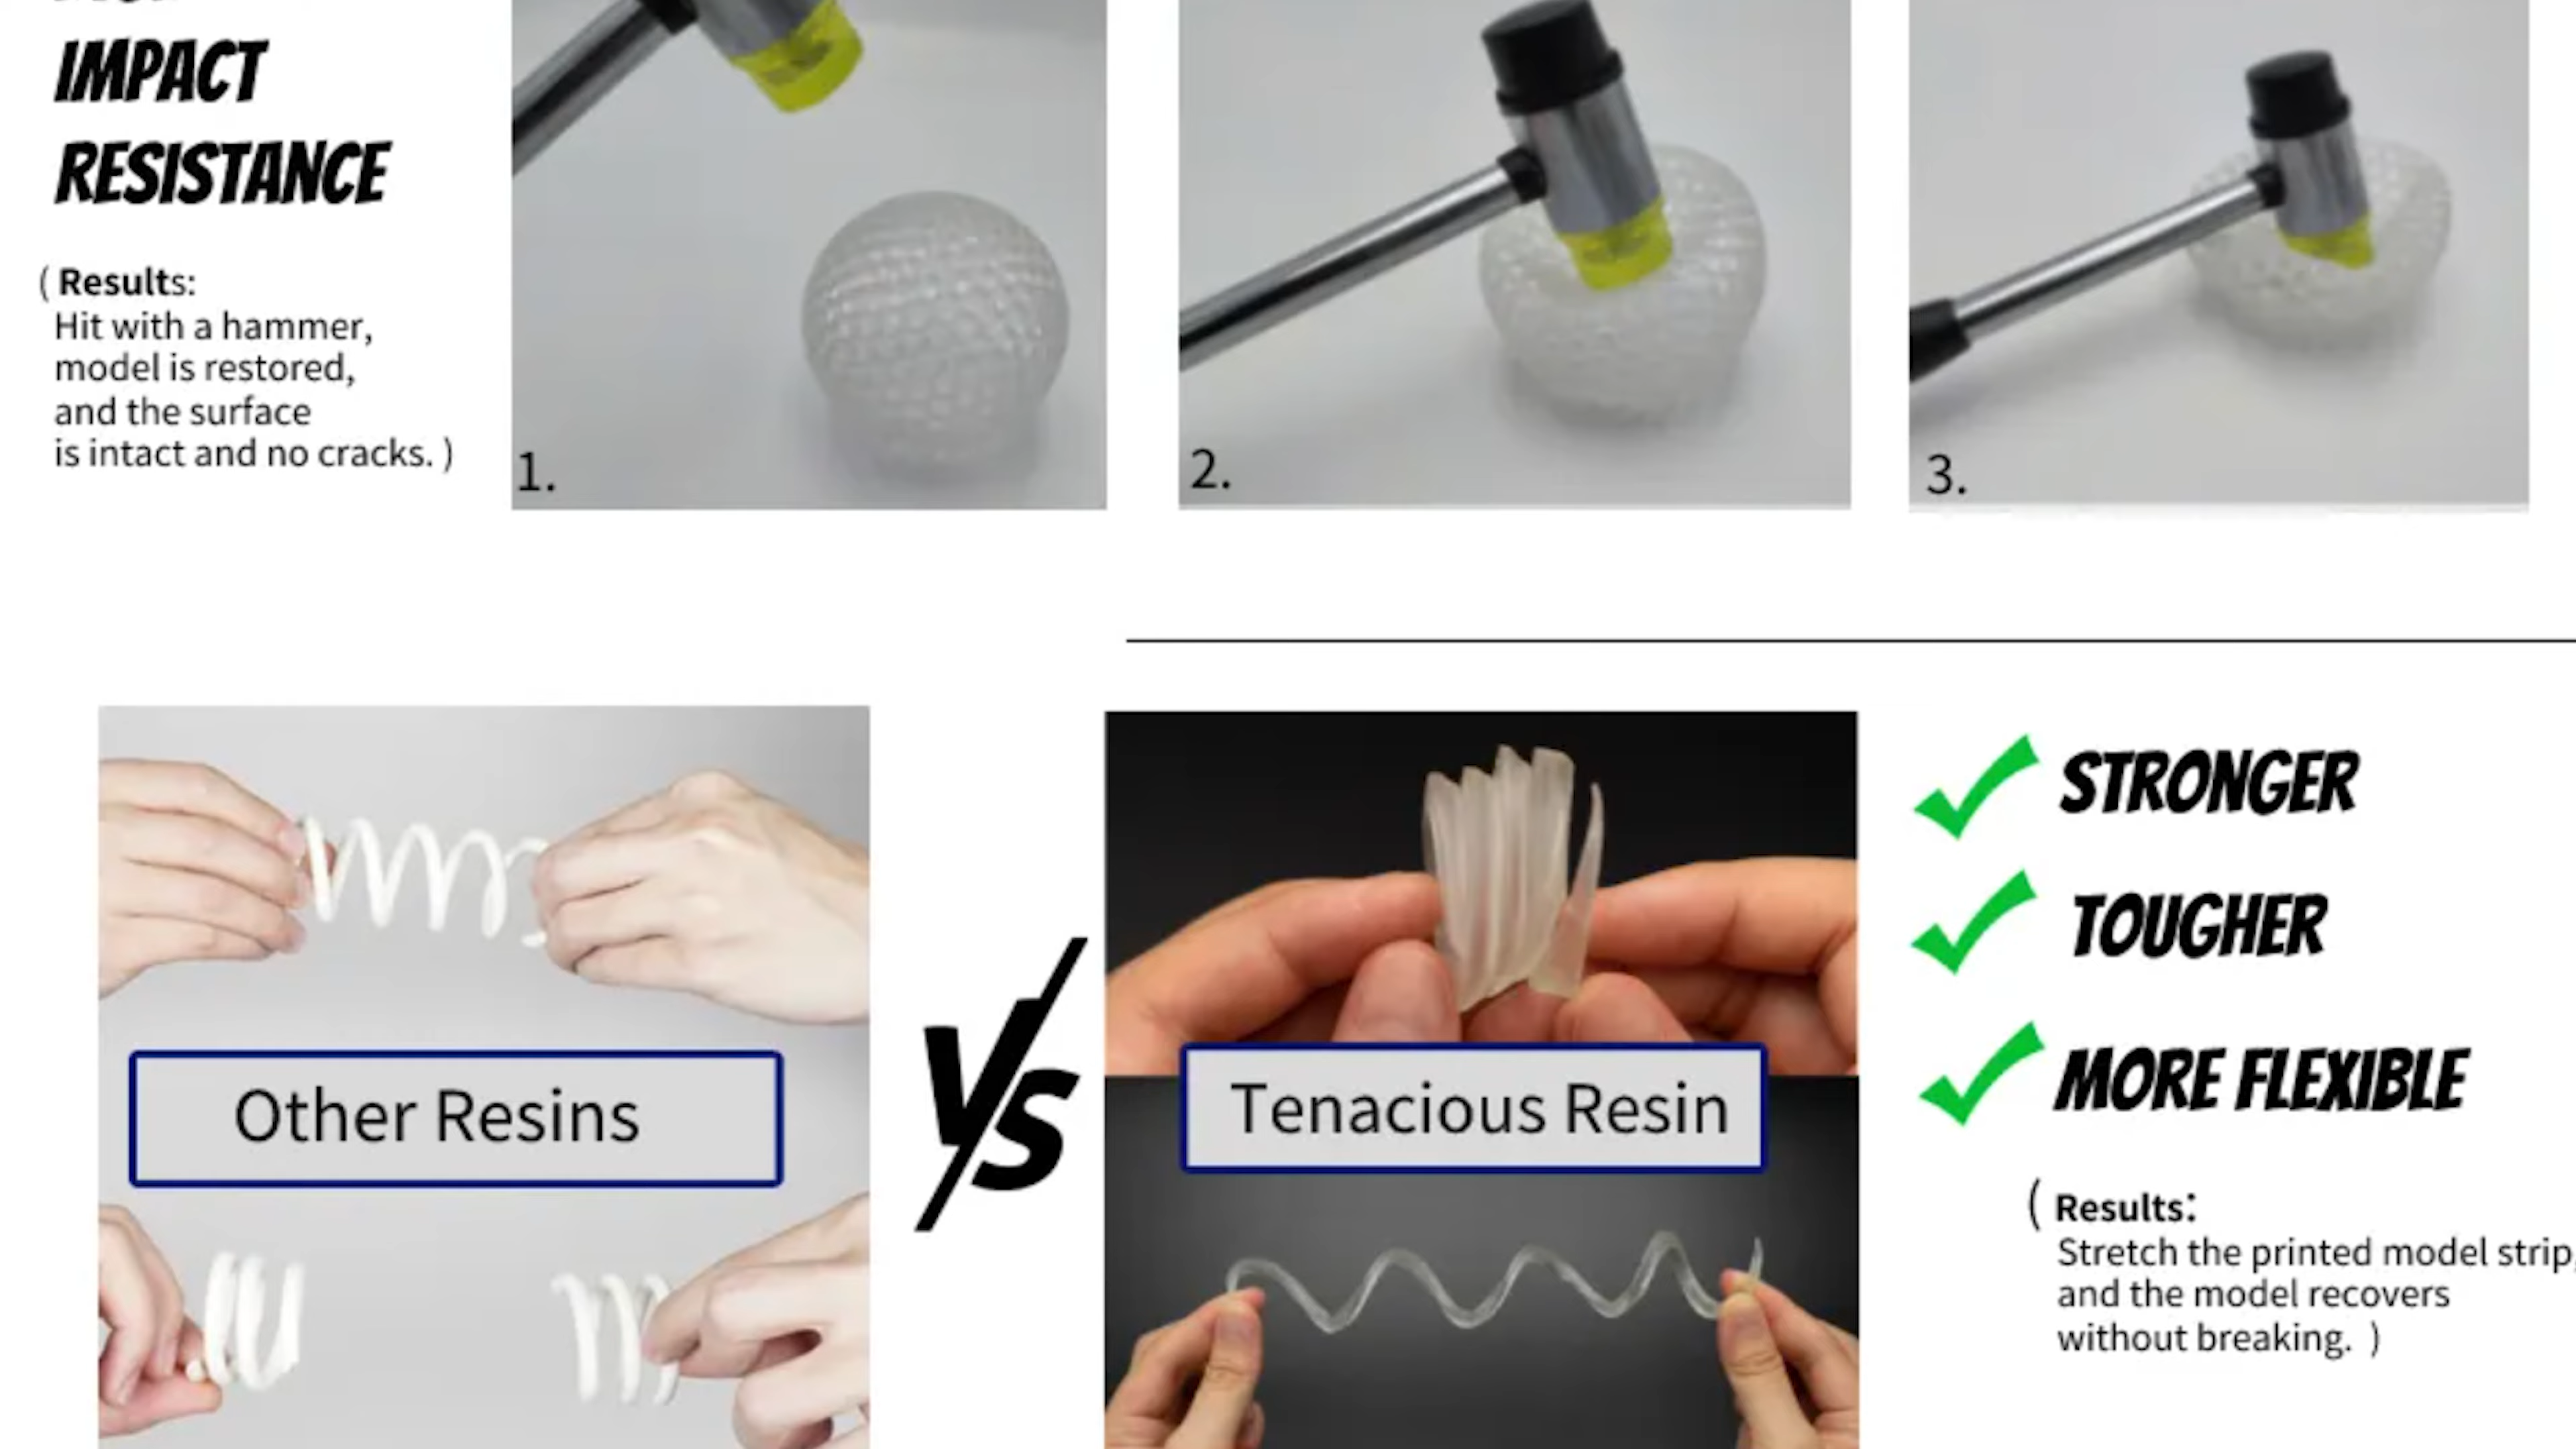 IMPACT
RESISTANCE
( Results:
Hit with a hammer,
model is restored,
and the surface
is intact and no cracks. )
1.
2.
3.
Other Resins
VS
Tenacious Resin
STRONGER
TOUGHER
MORE FLEXIBLE
( Results:
Stretch the printed model strip,
and the model recovers
without breaking. )